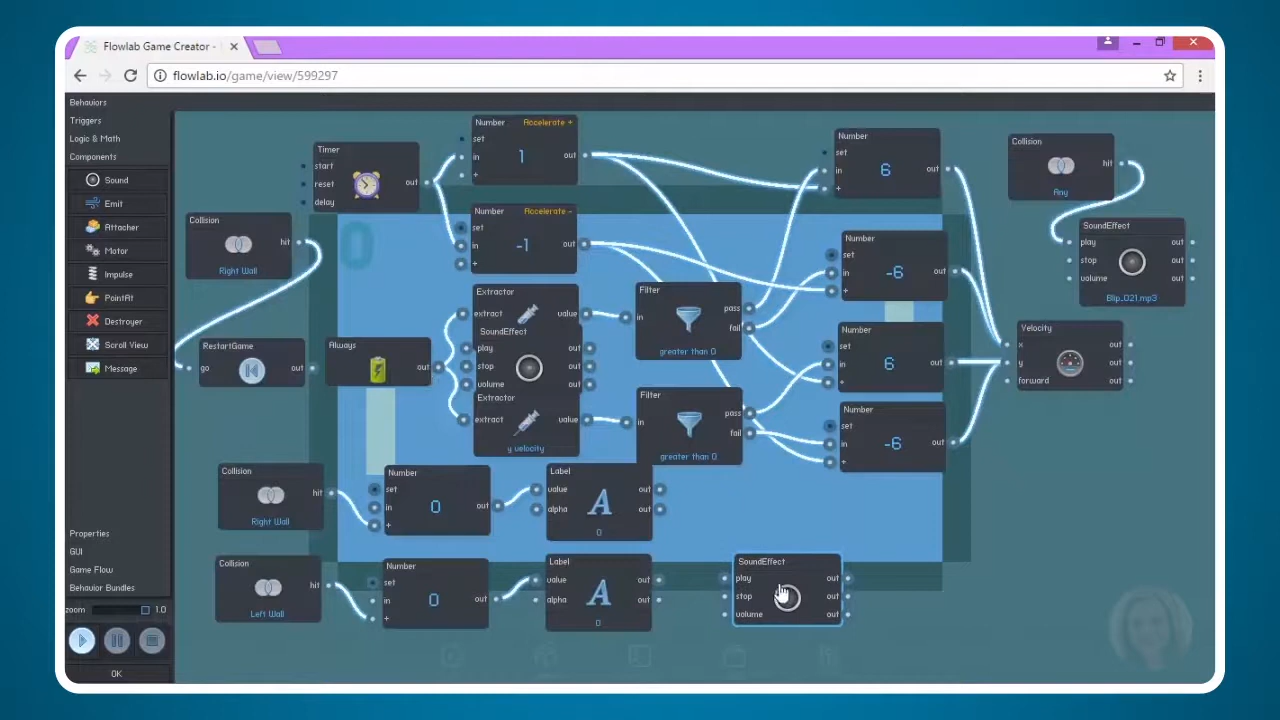 Flowlab Game Creator -
flowlab.io/game/view/599297
Behaviors
Triggers
Logic & Math
Components
Sound
Emit
Attacher
Motor
Impulse
PointAt
Destroyer
Scroll View
Message
Properties
GUI
Game Flow
Behavior Bundles
zoom 1.0
OK
Timer
start
reset
delay
out
Number Accelerate +
set
in
+
1
out
Number Accelerate -
set
in
+
-1
out
Collision
hit
Right Wall
0
RestartGame
go
out
Always
out
Extractor
extract
value
SoundEffect
play
stop
volume
out
out
out
Extractor
extract
value
y velocity
Filter
in
pass
fail
greater than 0
Filter
in
pass
fail
greater than 0
Number
set
in
+
6
out
Number
set
in
+
-6
out
Number
set
in
+
6
out
Number
set
in
+
-6
out
Collision
hit
Any
SoundEffect
play
stop
volume
out
out
out
Blip_021.mp3
Velocity
x
y
forward
out
out
out
Collision
hit
Right Wall
Number
set
in
+
0
out
Label
value
alpha
A
out
out
0
Collision
hit
Left Wall
Number
set
in
+
0
out
Label
value
alpha
A
out
out
0
SoundEffect
play
stop
volume
out
out
out